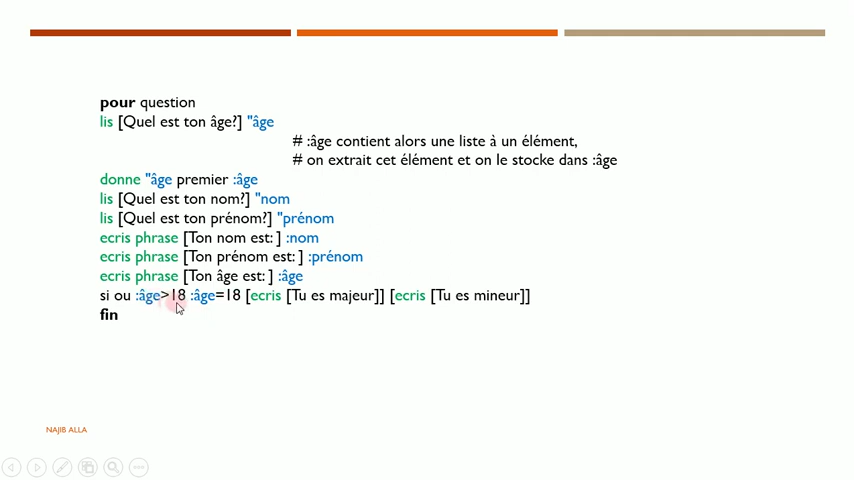 pour question
lis [Quel est ton âge?] "âge
# :âge contient alors une liste à un élément,
# on extrait cet élément et on le stocke dans :âge
donne "âge premier :âge
lis [Quel est ton nom?] "nom
lis [Quel est ton prénom?] "prénom
ecris phrase [Ton nom est: ] :nom
ecris phrase [Ton prénom est: ] :prénom
ecris phrase [Ton âge est: ] :âge
si ou :âge>18 :âge=18 [ecris [Tu es majeur]] [ecris [Tu es mineur]]
fin
NAJIB ALLA